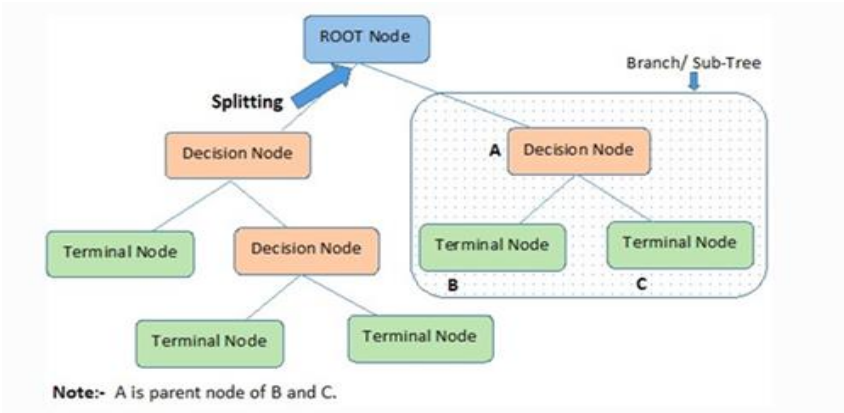 ROOT Node
Branch/ Sub-Tree
Splitting
Decision Node
A
Decision Node
Terminal Node
Decision Node
Terminal Node
Terminal Node
B
C
Terminal Node
Terminal Node
Note:- A is parent node of B and C.